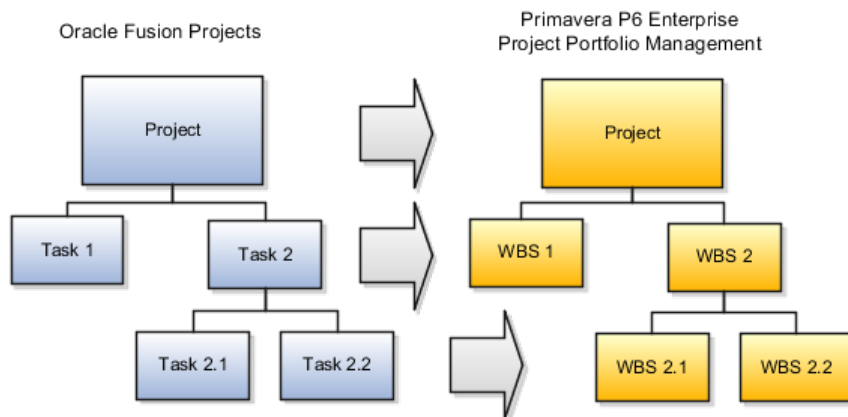 Oracle Fusion Projects
Primavera P6 Enterprise
Project Portfolio Management
Project
Project
Task 1
Task 2
WBS 1
WBS 2
Task 2.1
Task 2.2
WBS 2.1
WBS 2.2